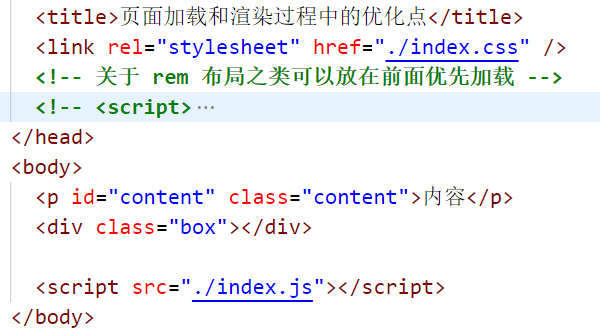 <title>页面加载和渲染过程中的优化点</title>
<link rel="stylesheet" href="./index.css" />
<!-- 关于 rem 布局之类可以放在前面优先加载 -->
<!-- <script>···
</head>
<body>
<p id="content" class="content">内容</p>
<div class="box"></div>
<script src="./index.js"></script>
</body>